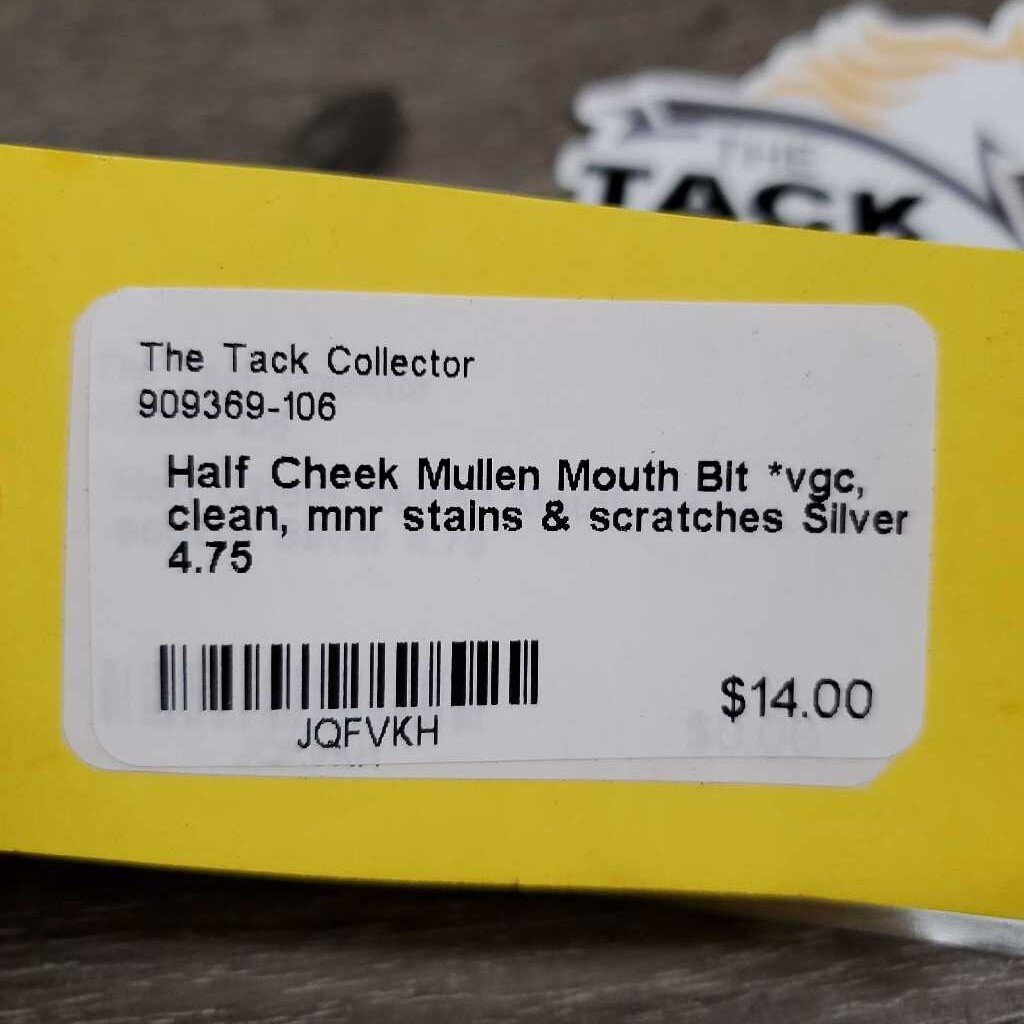 THE
TACK
The Tack Collector
909369-106
Half Cheek Mullen Mouth Bit *vgc,
clean, mnr stains & scratches Silver
4.75
JQFVKH
$14.00